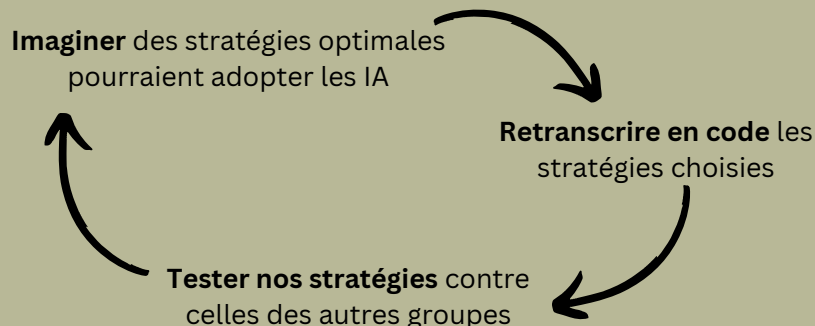 Imaginer des stratégies optimales
pourraient adopter les IA
Retranscrire en code les
stratégies choisies
Tester nos stratégies contre
celles des autres groupes